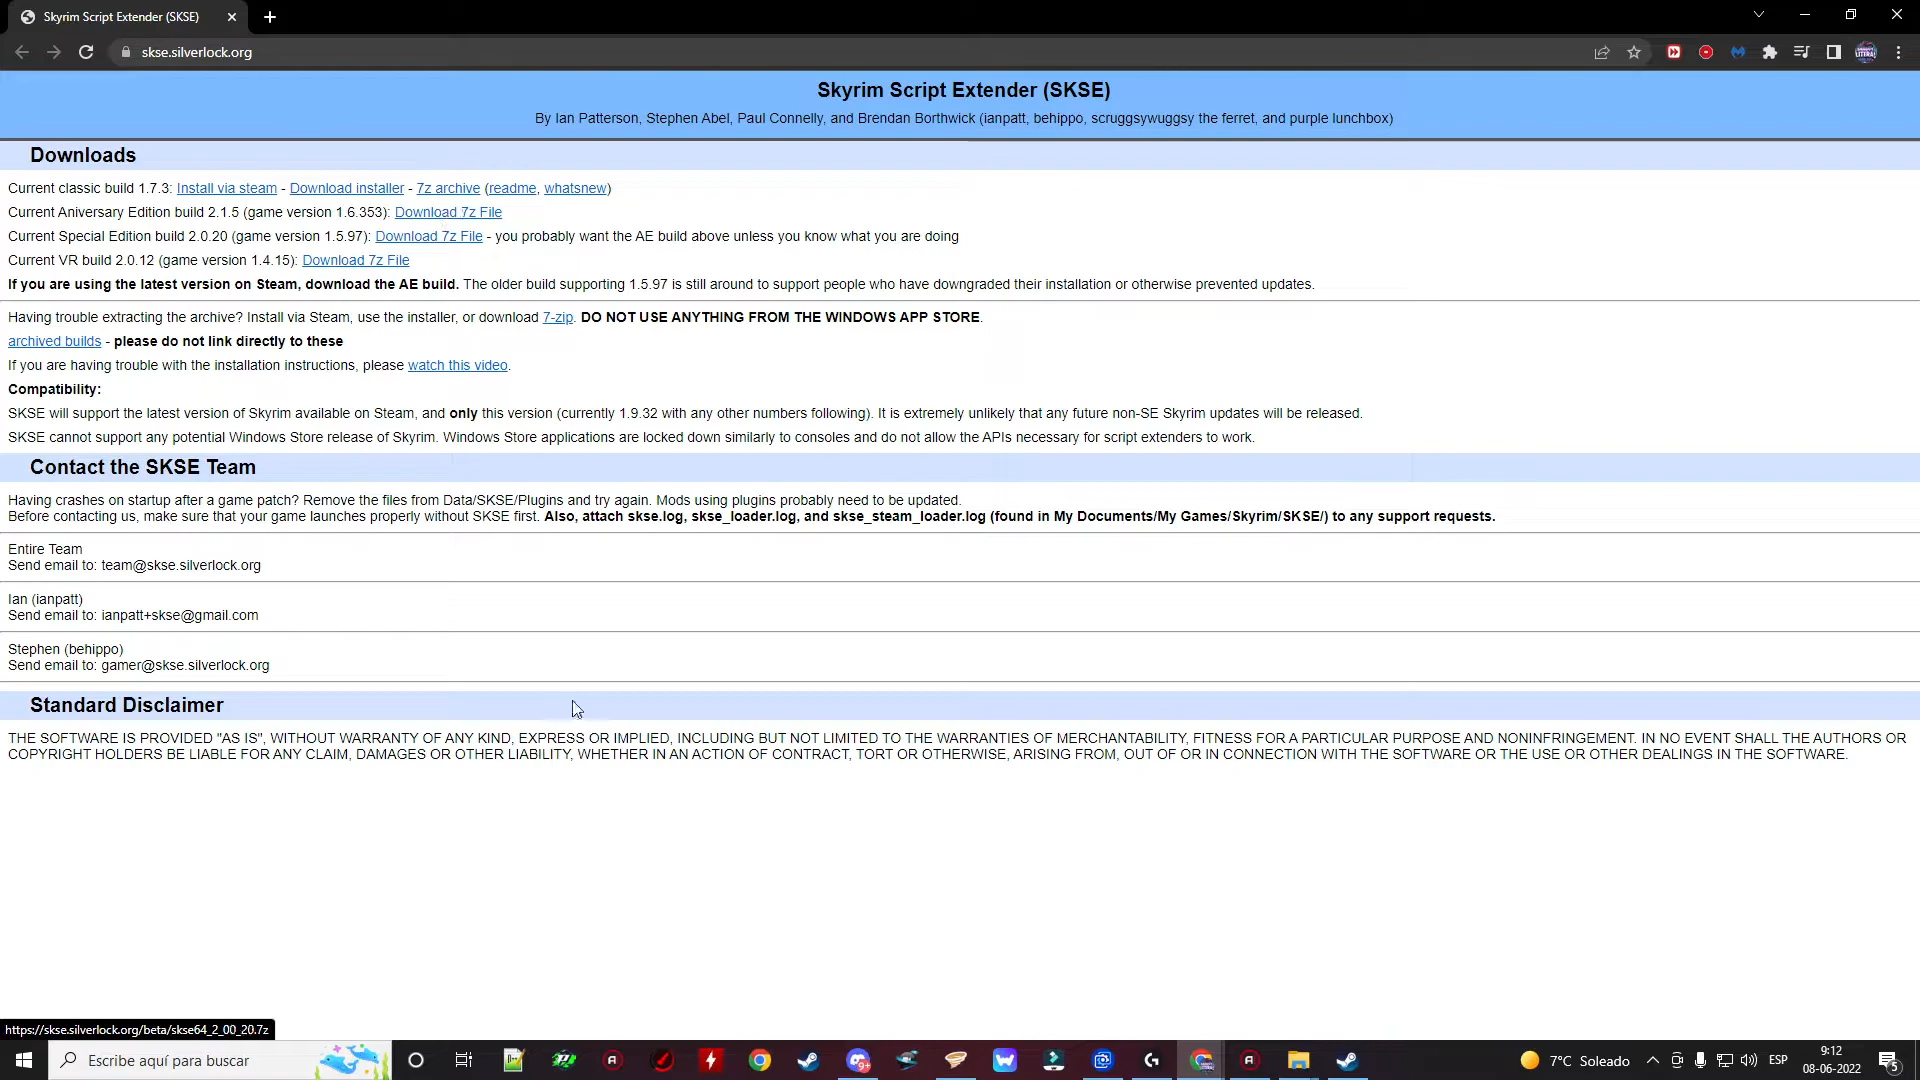 Skyrim Script Extender (SKSE)
skse.silverlock.org
Skyrim Script Extender (SKSE)
By Ian Patterson, Stephen Abel, Paul Connelly, and Brendan Borthwick (ianpatt, behippo, scruggsywuggsy the ferret, and purple lunchbox)
Downloads
Current classic build 1.7.3: Install via steam - Download installer - 7z archive (readme, whatsnew)
Current Aniversary Edition build 2.1.5 (game version 1.6.353): Download 7z File
Current Special Edition build 2.0.20 (game version 1.5.97): Download 7z File - you probably want the AE build above unless you know what you are doing
Current VR build 2.0.12 (game version 1.4.15): Download 7z File
If you are using the latest version on Steam, download the AE build. The older build supporting 1.5.97 is still around to support people who have downgraded their installation or otherwise prevented updates.
Having trouble extracting the archive? Install via Steam, use the installer, or download 7-zip. DO NOT USE ANYTHING FROM THE WINDOWS APP STORE.
archived builds - please do not link directly to these
If you are having trouble with the installation instructions, please watch this video.
Compatibility:
SKSE will support the latest version of Skyrim available on Steam, and only this version (currently 1.9.32 with any other numbers following). It is extremely unlikely that any future non-SE Skyrim updates will be released.
SKSE cannot support any potential Windows Store release of Skyrim. Windows Store applications are locked down similarly to consoles and do not allow the APIs necessary for script extenders to work.
Contact the SKSE Team
Having crashes on startup after a game patch? Remove the files from Data/SKSE/Plugins and try again. Mods using plugins probably need to be updated.
Before contacting us, make sure that your game launches properly without SKSE first. Also, attach skse.log, skse_loader.log, and skse_steam_loader.log (found in My Documents/My Games/Skyrim/SKSE/) to any support requests.
Entire Team
Send email to: team@skse.silverlock.org
Ian (ianpatt)
Send email to: ianpatt+skse@gmail.com
Stephen (behippo)
Send email to: gamer@skse.silverlock.org
Standard Disclaimer
THE SOFTWARE IS PROVIDED "AS IS", WITHOUT WARRANTY OF ANY KIND, EXPRESS OR IMPLIED, INCLUDING BUT NOT LIMITED TO THE WARRANTIES OF MERCHANTABILITY, FITNESS FOR A PARTICULAR PURPOSE AND NONINFRINGEMENT. IN NO EVENT SHALL THE AUTHORS OR
COPYRIGHT HOLDERS BE LIABLE FOR ANY CLAIM, DAMAGES OR OTHER LIABILITY, WHETHER IN AN ACTION OF CONTRACT, TORT OR OTHERWISE, ARISING FROM, OUT OF OR IN CONNECTION WITH THE SOFTWARE OR THE USE OR OTHER DEALINGS IN THE SOFTWARE.
https://skse.silverlock.org/beta/skse64_2_00_20.7z
Escribe aquí para buscar
7°C Soleado
ESP
9:12
08-06-2022
5